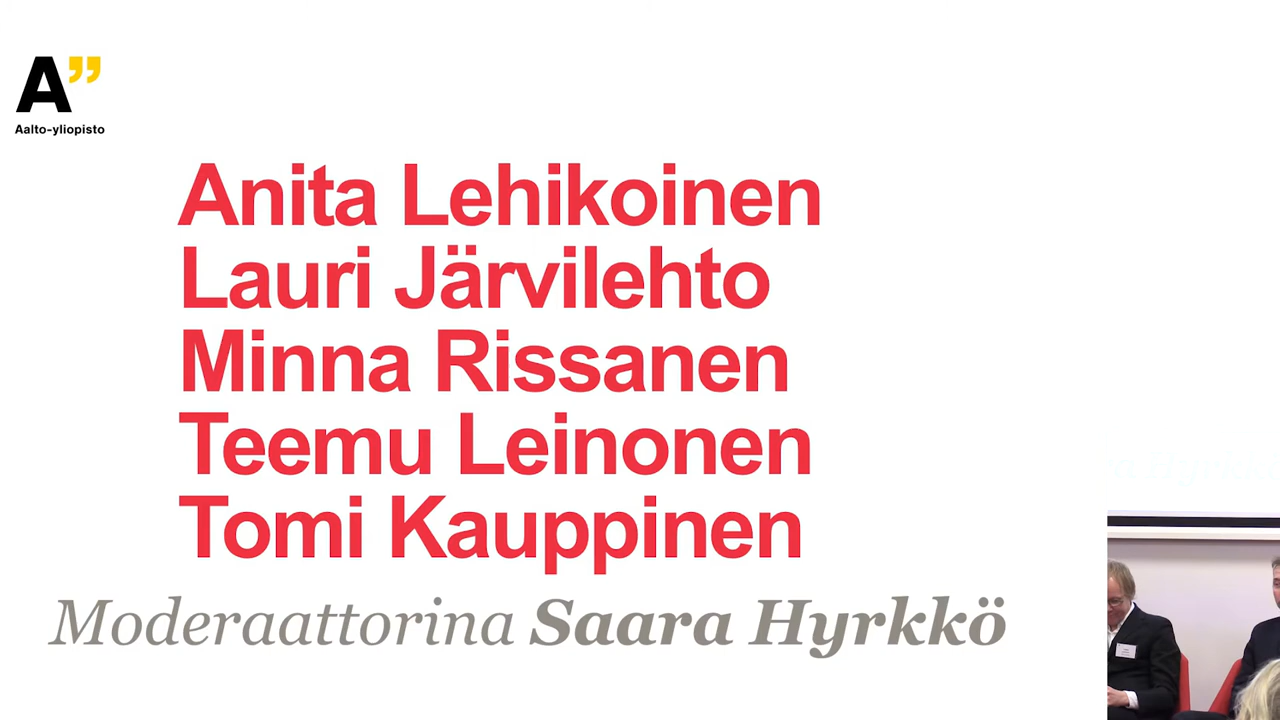 A”
Aalto-yliopisto
Anita Lehikoinen
Lauri Järvilehto
Minna Rissanen
Teemu Leinonen
Tomi Kauppinen
Moderaattorina Saara Hyrkkö